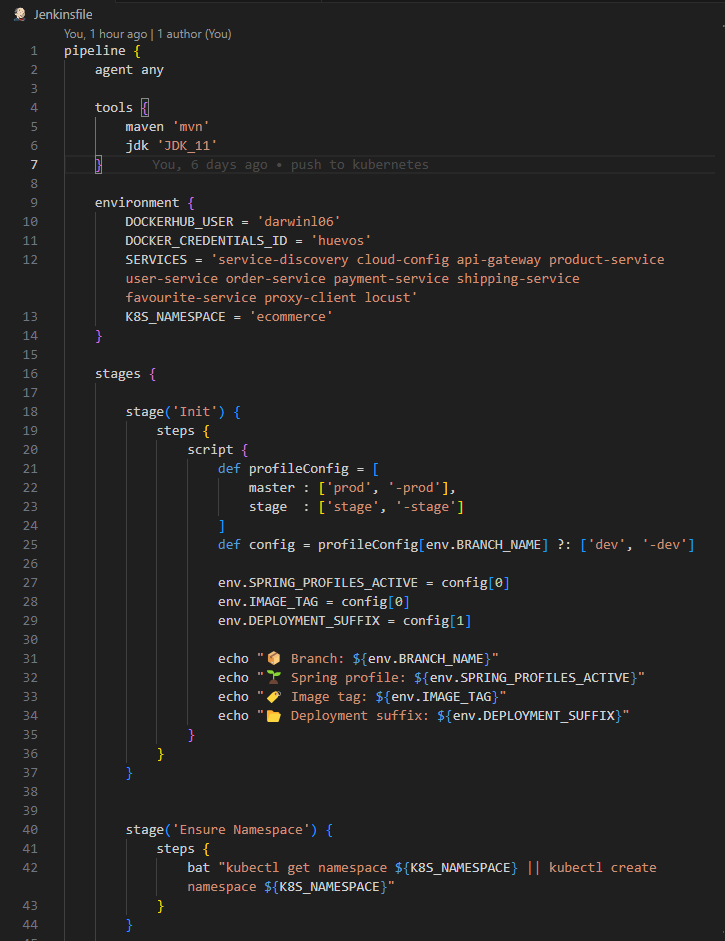 Jenkinsfile
You, 1 hour ago | 1 author (You)
1 pipeline {
2 agent any
3
4 tools {
5 maven 'mvn'
6 jdk 'JDK_11'
7 } You, 6 days ago • push to kubernetes
8
9 environment {
10 DOCKERHUB_USER = 'darwinl06'
11 DOCKER_CREDENTIALS_ID = 'huevos'
12 SERVICES = 'service-discovery cloud-config api-gateway product-service
user-service order-service payment-service shipping-service
favourite-service proxy-client locust'
13 K8S_NAMESPACE = 'ecommerce'
14 }
15
16 stages {
17
18 stage('Init') {
19 steps {
20 script {
21 def profileConfig = [
22 master : ['prod', '-prod'],
23 stage  : ['stage', '-stage']
24 ]
25 def config = profileConfig[env.BRANCH_NAME] ?: ['dev', '-dev']
26
27 env.SPRING_PROFILES_ACTIVE = config[0]
28 env.IMAGE_TAG = config[0]
29 env.DEPLOYMENT_SUFFIX = config[1]
30
31 echo "📦 Branch: ${env.BRANCH_NAME}"
32 echo "🌱 Spring profile: ${env.SPRING_PROFILES_ACTIVE}"
33 echo "🏷️ Image tag: ${env.IMAGE_TAG}"
34 echo "📂 Deployment suffix: ${env.DEPLOYMENT_SUFFIX}"
35 }
36 }
37 }
38
39
40 stage('Ensure Namespace') {
41 steps {
42 bat "kubectl get namespace ${K8S_NAMESPACE} || kubectl create
namespace ${K8S_NAMESPACE}"
43 }
44 }